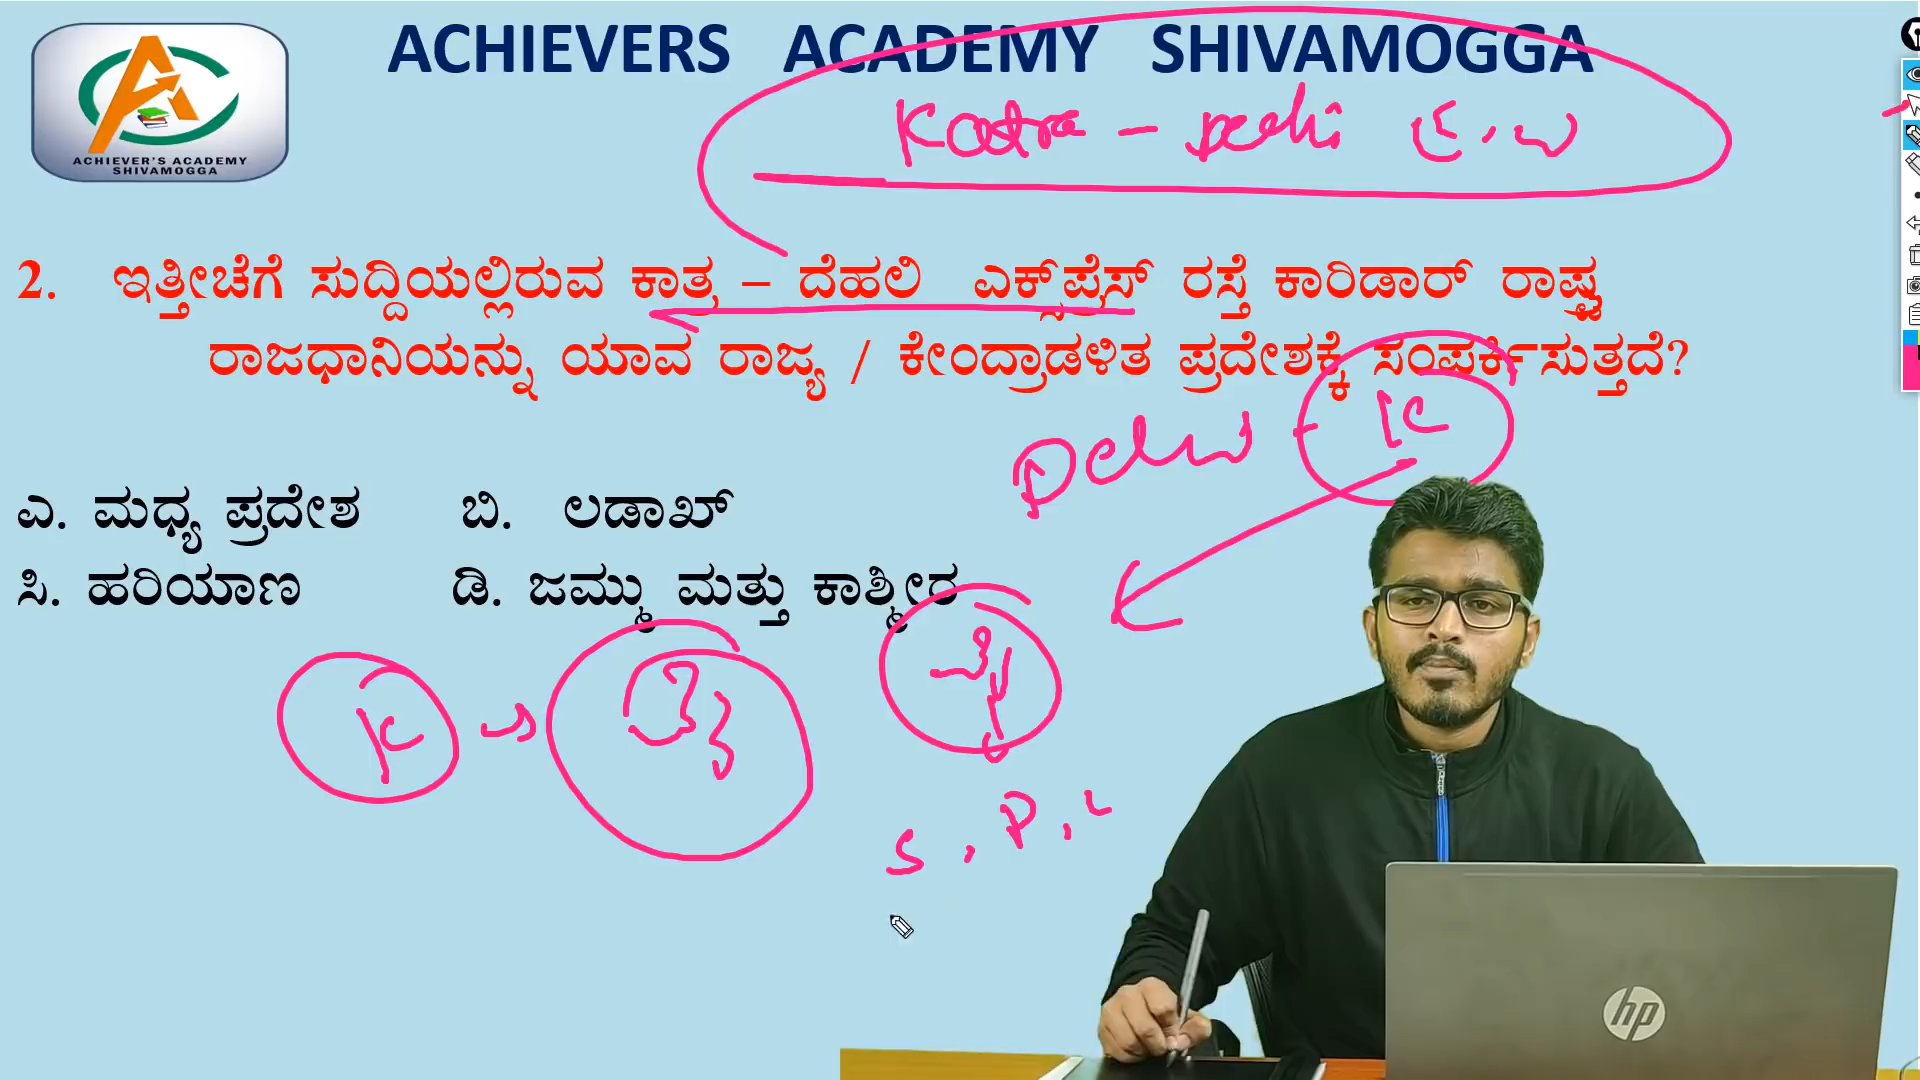 ACHIEVERS ACADEMY SHIVAMOGGA
ACHIEVER'S ACADEMY
SHIVAMOGGA
Katra - Delhi E.W
2. ಇತ್ತೀಚೆಗೆ ಸುದ್ದಿಯಲ್ಲಿರುವ ಕಾತ್ರ – ದೆಹಲಿ ಎಕ್ಸ್‌ಪ್ರೆಸ್ ರಸ್ತೆ ಕಾರಿಡಾರ್ ರಾಷ್ಟ್ರ
ರಾಜಧಾನಿಯನ್ನು ಯಾವ ರಾಜ್ಯ / ಕೇಂದ್ರಾಡಳಿತ ಪ್ರದೇಶಕ್ಕೆ ಸಂಪರ್ಕಿಸುತ್ತದೆ?
Delhi - K
ಎ. ಮಧ್ಯ ಪ್ರದೇಶ ಬಿ. ಲಡಾಖ್
ಸಿ. ಹರಿಯಾಣ ಡಿ. ಜಮ್ಮು ಮತ್ತು ಕಾಶ್ಮೀರ
K
S, P, L
hp